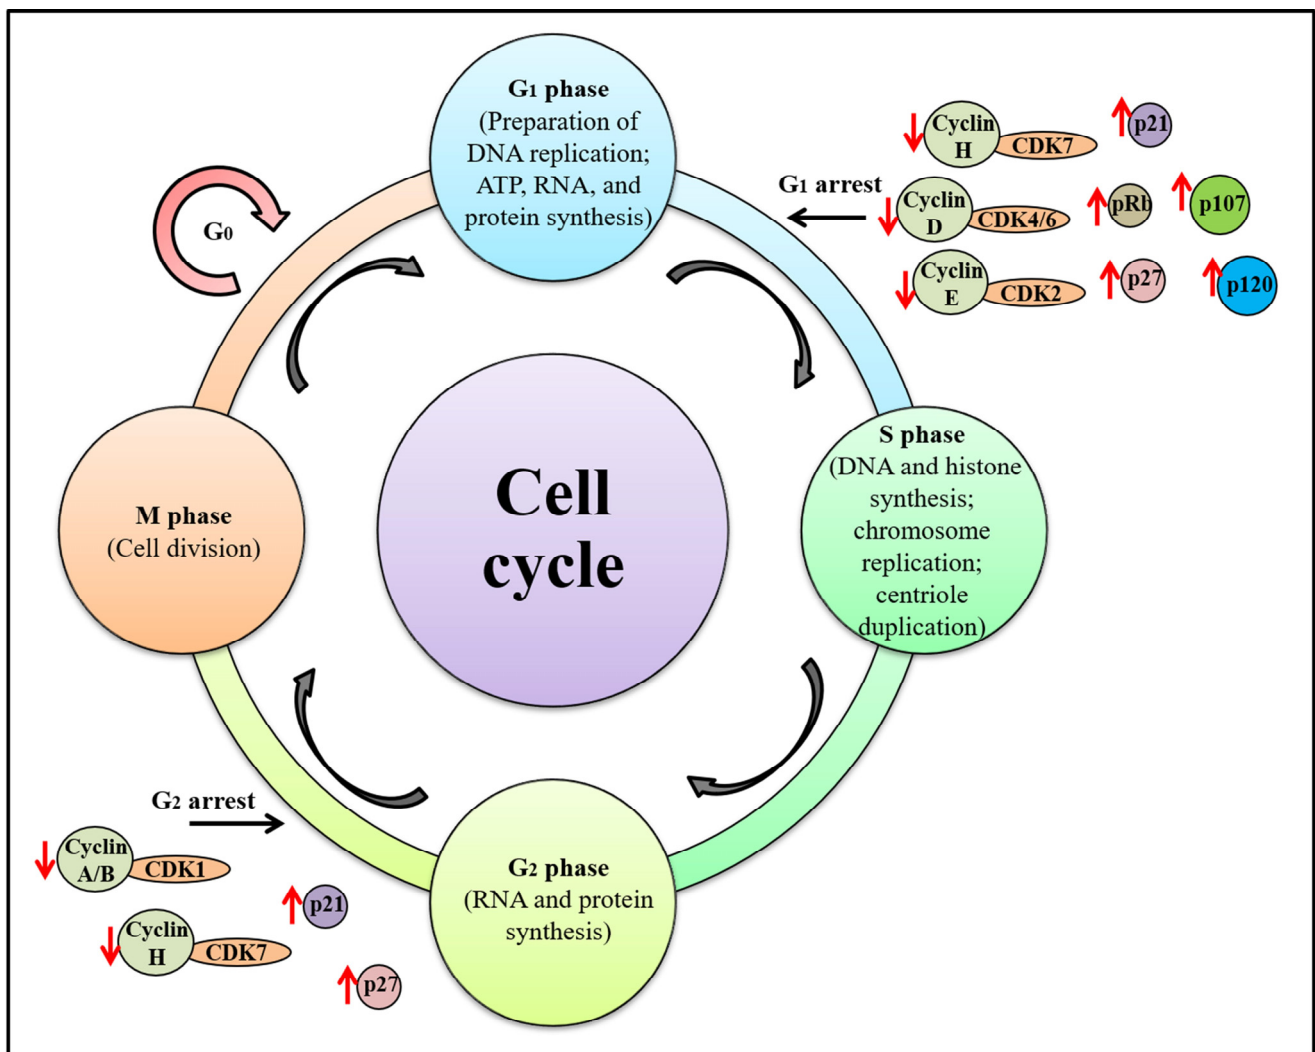 G1 phase
(Preparation of
DNA replication;
ATP, RNA, and
protein synthesis)
Cyclin
H
CDK7
p21
G1 arrest
Cyclin
D
CDK4/6
pRb
p107
Cyclin
E
CDK2
p27
p120
G0
S phase
(DNA and histone
synthesis;
chromosome
replication;
centriole
duplication)
Cell
cycle
M phase
(Cell division)
G2 arrest
Cyclin
A/B
CDK1
p21
Cyclin
H
CDK7
p27
G2 phase
(RNA and protein
synthesis)